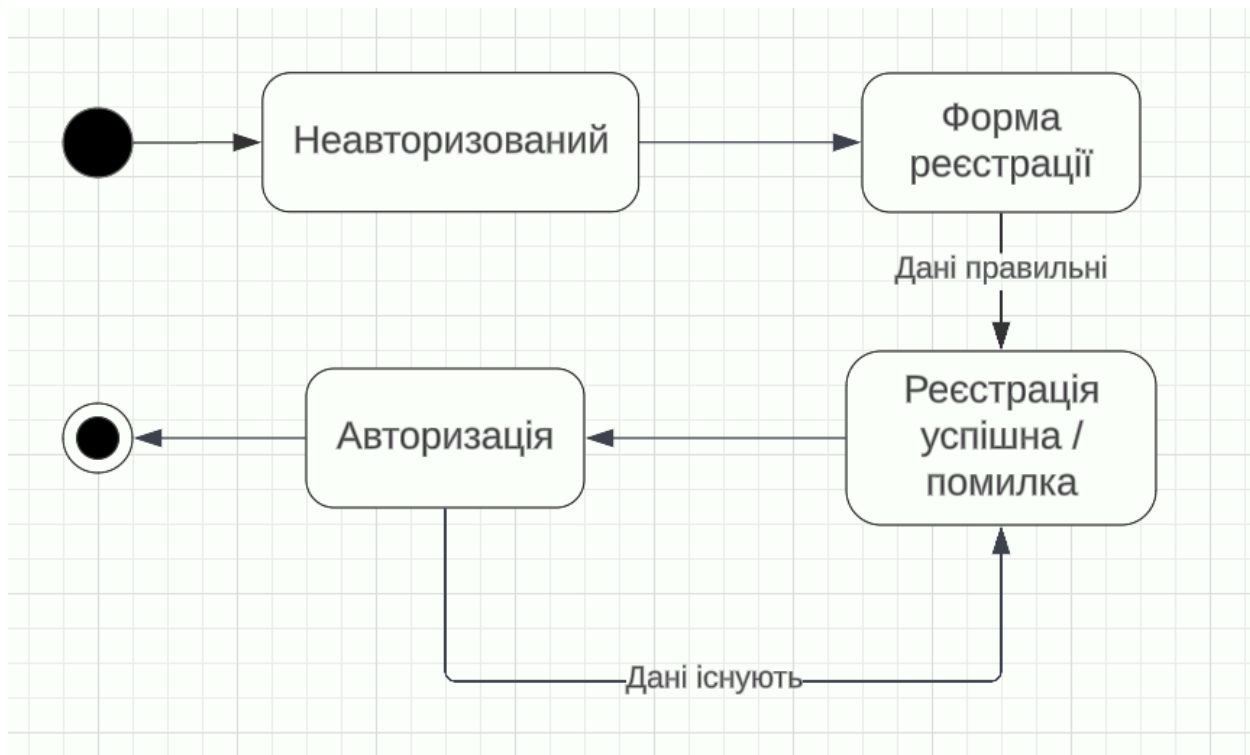 Неавторизований
Форма
реєстрації
Дані правильні
Реєстрація
успішна /
помилка
Авторизація
Дані існують